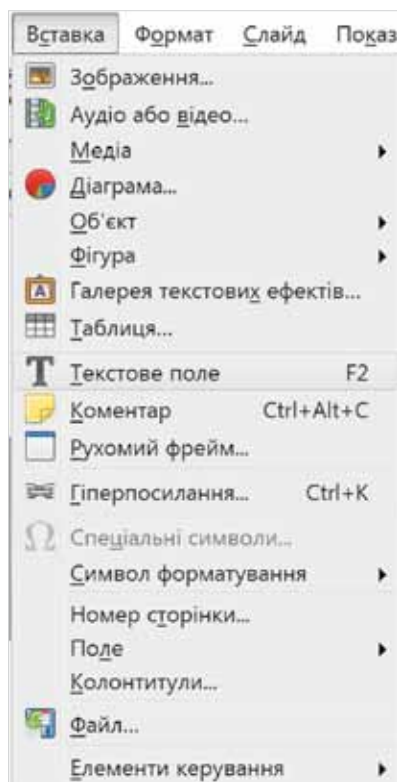 Вставка Формат Слайд Показ
Зображення...
Аудіо або відео...
Медіа
Діаграма...
Об'єкт
Фігура
Галерея текстових ефектів...
Таблиця...
Текстове поле F2
Коментар Ctrl+Alt+C
Рухомий фрейм...
Гіперпосилання... Ctrl+K
Спеціальні символи...
Символ форматування
Номер сторінки...
Поле
Колонтитули...
Файл...
Елементи керування